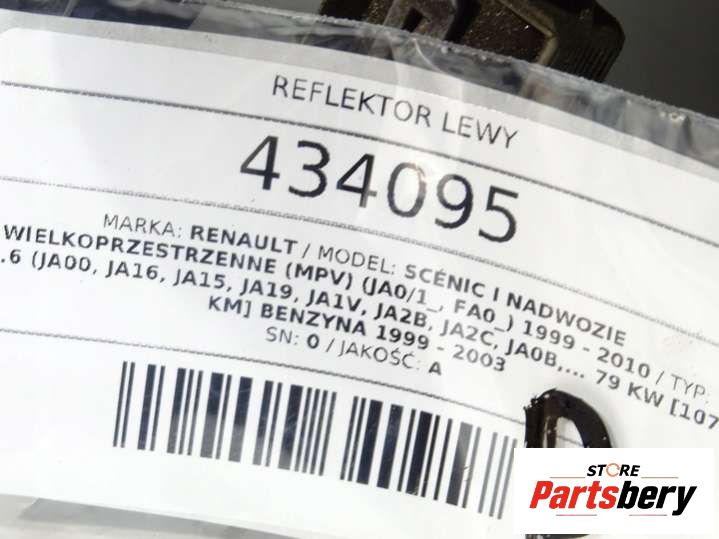 REFLEKTOR LEWY
434095
MARKA: RENAULT / MODEL: SCÉNIC I NADWOZIE
WIELKOPRZESTRZENNE (MPV) (JA0/1_, FA0_) 1999 - 2010 / TYP:
.6 (JA00, JA16, JA15, JA19, JA1V, JA2B, JA2C, JA0B,... 79 KW [107
KM] BENZYNA 1999 - 2003
SN: 0 / JAKOŚĆ: A
STORE
Partsbery